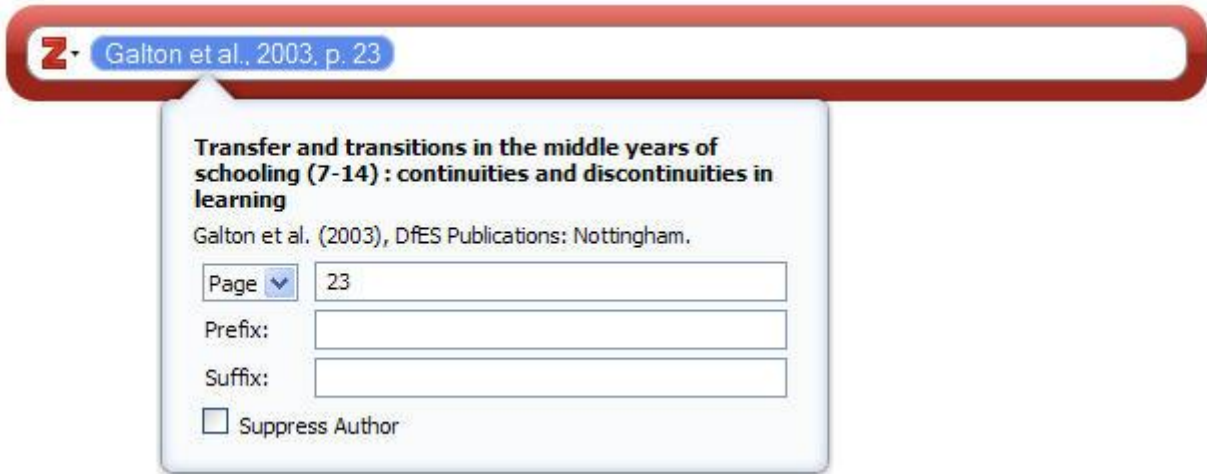 Z Galton et al., 2003, p. 23
Transfer and transitions in the middle years of
schooling (7-14) : continuities and discontinuities in
learning
Galton et al. (2003), DfES Publications: Nottingham.
Page 23
Prefix:
Suffix:
Suppress Author